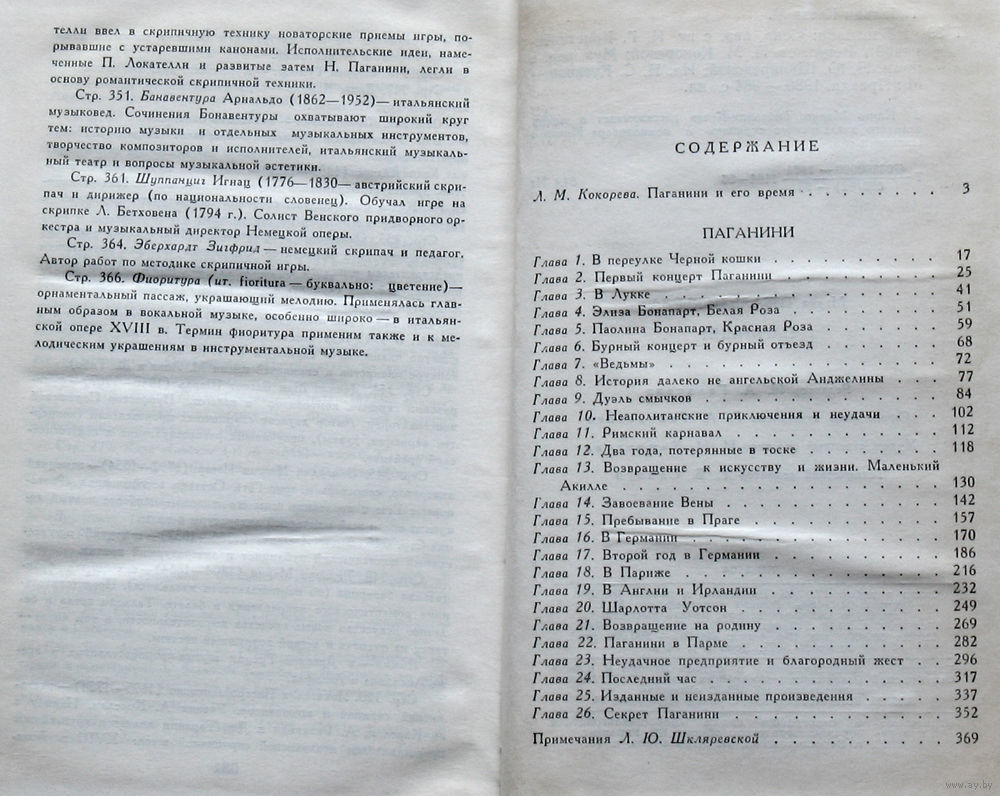 телли ввел в скрипичную технику новаторские приемы игры, по-
рывавшие с устаревшими канонами. Исполнительские идеи, наме-
ченные П. Локателли и развитые затем Н. Паганини, легли в
основу романтической скрипичной техники.
Стр. 351. Банавентура Арнальдо (1862—1952)—итальянский
музыковед. Сочинения Бонавентуры охватывают широкий круг
тем: историю музыки и отдельных музыкальных инструментов,
творчество композиторов и исполнителей, итальянский музыкаль-
ный театр и вопросы музыкальной эстетики.
Стр. 361. Шуппанциг Игнац (1776—1830—австрийский скри-
пач и дирижер (по национальности словенец). Обучал игре на
скрипке Л. Бетховена (1794 г.). Солист Венского придворного ор-
кестра и музыкальный директор Немецкой оперы.
Стр. 364. Эберхардт Зигфрид—немецкий скрипач и педагог.
Автор работ по методике скрипичной игры.
Стр. 366. Фиоритура (ит. fioritura—буквально: цветение)—
орнаментальный пассаж, украшающий мелодию. Применялась глав-
ным образом в вокальной музыке, особенно широко—в итальян-
ской опере XVIII в. Термин фиоритура применим также и к ме-
лодическим украшениям в инструментальной музыке.
СОДЕРЖАНИЕ
Л. М. Кокорева. Паганини и его время . . . . . . . . 3
ПАГАНИНИ
Глава 1. В переулке Черной кошки . . . . . . . . . 17
Глава 2. Первый концерт Паганини . . . . . . . . . 25
Глава 3. В Лукке . . . . . . . . . . . . . . . 41
Глава 4. Элиза Бонапарт, Белая Роза . . . . . . . . 51
Глава 5. Паолина Бонапарт, Красная Роза . . . . . . . 59
Глава 6. Бурный концерт и бурный отъезд . . . . . . . 68
Глава 7. «Ведьмы» . . . . . . . . . . . . . . . 72
Глава 8. История далеко не ангельской Анджелины . . . 77
Глава 9. Дуэль смычков . . . . . . . . . . . . . 84
Глава 10. Неаполитанские приключения и неудачи . . . 102
Глава 11. Римский карнавал . . . . . . . . . . . 112
Глава 12. Два года, потерянные в тоске . . . . . . . 118
Глава 13. Возвращение к искусству и жизни. Маленький
Акилле . . . . . . . . . . . . . . . . . 130
Глава 14. Завоевание Вены . . . . . . . . . . . 142
Глава 15. Пребывание в Праге . . . . . . . . . . 157
Глава 16. В Германии . . . . . . . . . . . . . 170
Глава 17. Второй год в Германии . . . . . . . . . 186
Глава 18. В Париже . . . . . . . . . . . . . . 216
Глава 19. В Англии и Ирландии . . . . . . . . . . 232
Глава 20. Шарлотта Уотсон . . . . . . . . . . . 249
Глава 21. Возвращение на родину . . . . . . . . . 269
Глава 22. Паганини в Парме . . . . . . . . . . . 282
Глава 23. Неудачное предприятие и благородный жест . . 296
Глава 24. Последний час . . . . . . . . . . . . 317
Глава 25. Изданные и неизданные произведения . . . . . 337
Глава 26. Секрет Паганини . . . . . . . . . . . 352
Примечания Л. Ю. Шкляревской . . . . . . . . . . 369
www.ay.by